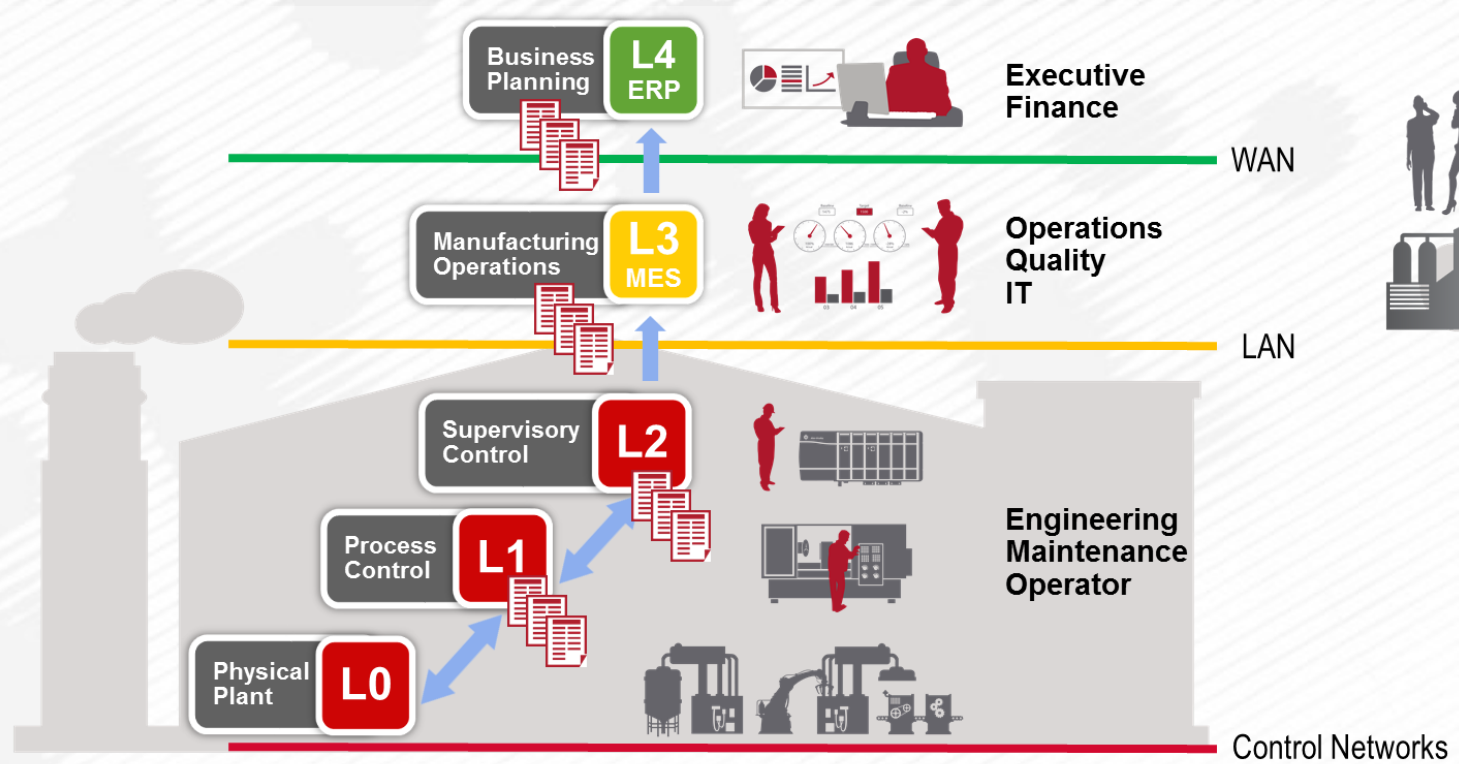 Business
Planning
L4
ERP
Executive
Finance
WAN
Manufacturing
Operations
L3
MES
Operations
Quality
IT
LAN
Supervisory
Control
L2
Process
Control
L1
Engineering
Maintenance
Operator
Physical
Plant
L0
Control Networks